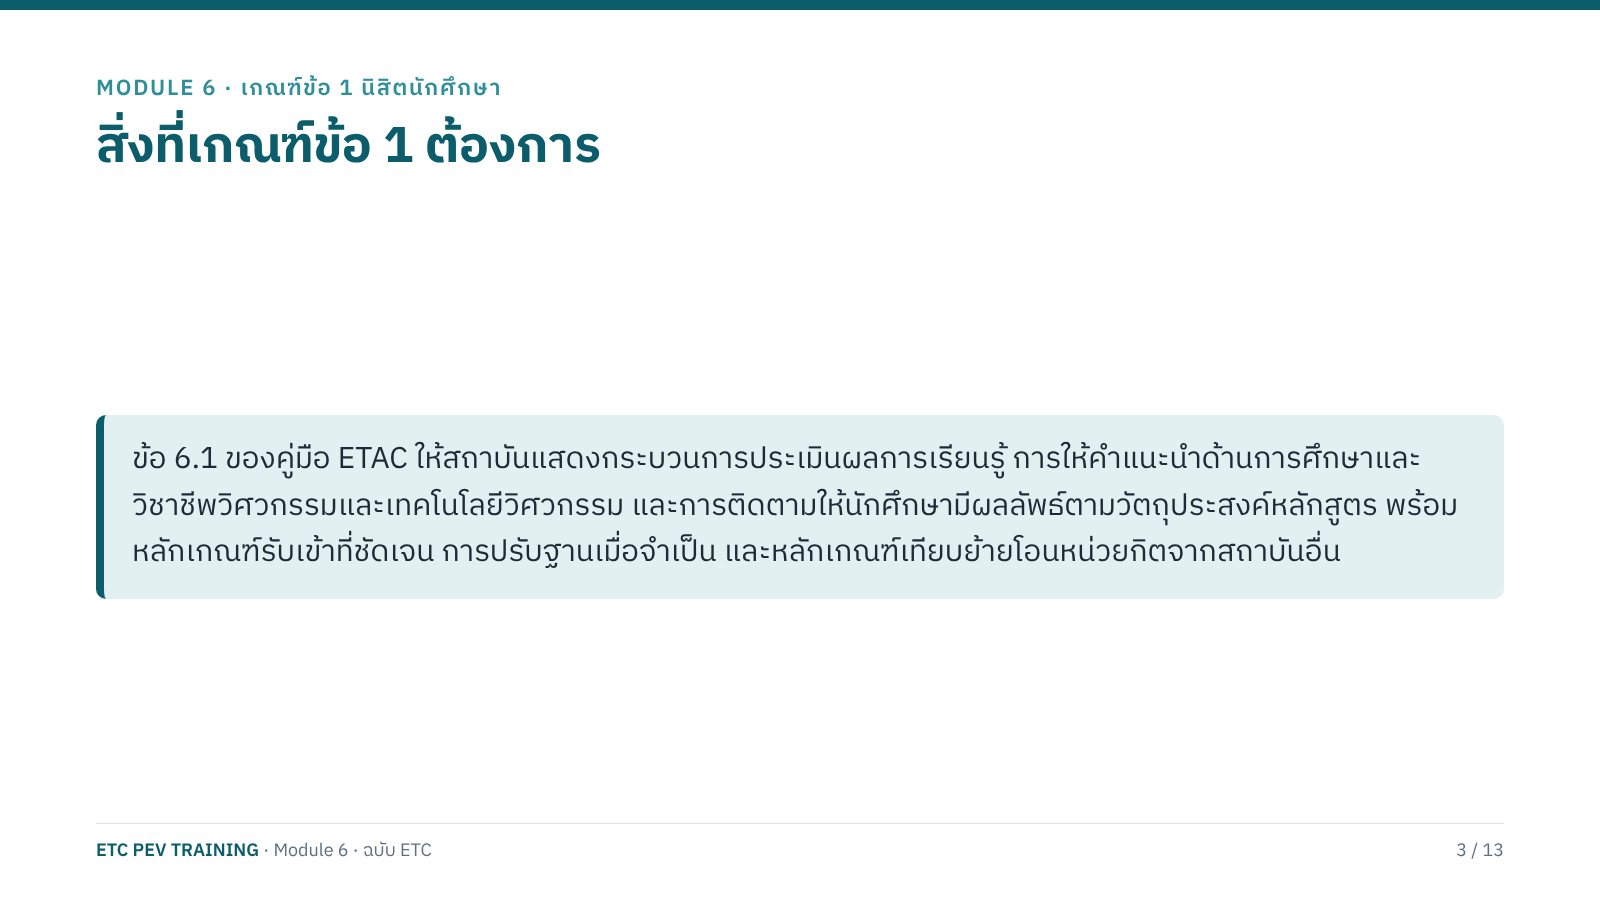 MODULE 6 · เกณฑ์ข้อ 1 นิสิตนักศึกษา
สิ่งที่เกณฑ์ข้อ 1 ต้องการ
ข้อ 6.1 ของคู่มือ ETAC ให้สถาบันแสดงกระบวนการประเมินผลการเรียนรู้ การให้คำแนะนำด้านการศึกษาและ
วิชาชีพวิศวกรรมและเทคโนโลยีวิศวกรรม และการติดตามให้นักศึกษามีผลลัพธ์ตามวัตถุประสงค์หลักสูตร พร้อม
หลักเกณฑ์รับเข้าที่ชัดเจน การปรับฐานเมื่อจำเป็น และหลักเกณฑ์เทียบย้ายโอนหน่วยกิตจากสถาบันอื่น
ETC PEV TRAINING · Module 6 · ฉบับ ETC
3 / 13